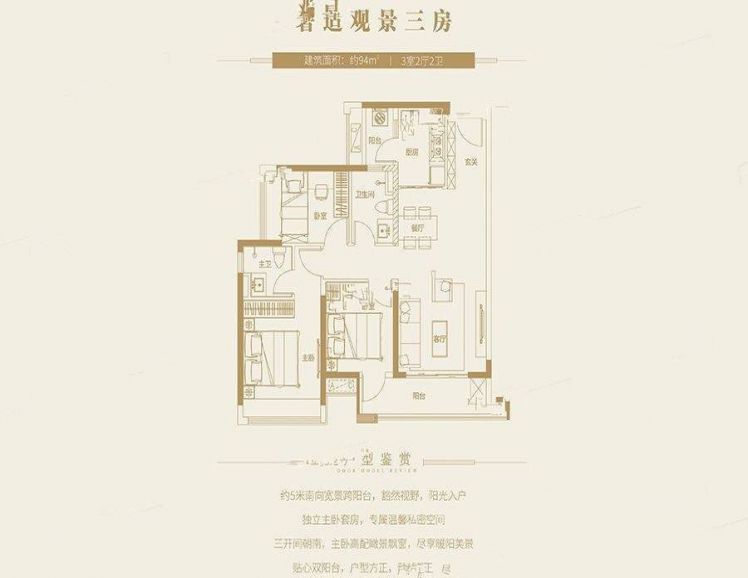 奢适观景三房
建筑面积：约94㎡ | 3室2厅2卫
阳台
厨房
玄关
卫生间
卧室
餐厅
主卫
客厅
主卧
阳台
型鉴赏
DOOR MODEL REVIEW
约5米南向宽景跨阳台，豁然视野，阳光入户
独立主卧套房，专属温馨私密空间
三开间朝南，主卧高配瞰景飘窗，尽享暖阳美景
贴心双阳台，户型方正，